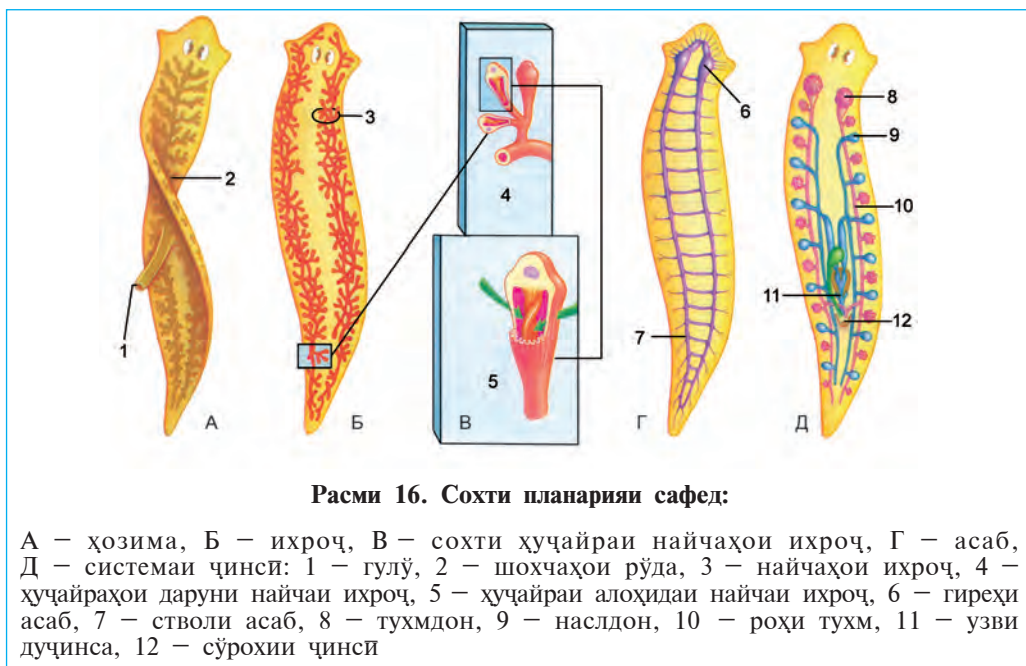 1
2
3
4
5
6
7
8
9
10
11
12
А
Б
В
Г
Д
Расми 16. Сохти планарияи сафед:
А – ҳозима, Б – ихроҷ, В – сохти ҳуҷайраи найчаҳои ихроҷ, Г – асаб,
Д – системаи ҷинсӣ: 1 – гулӯ, 2 – шохчаҳои рӯда, 3 – найчаҳои ихроҷ, 4 –
ҳуҷайраҳои даруни найчаи ихроҷ, 5 – ҳуҷайраи алоҳидаи найчаи ихроҷ, 6 – гиреҳи
асаб, 7 – стволи асаб, 8 – тухмдон, 9 – наслдон, 10 – роҳи тухм, 11 – узви
дуҷинса, 12 – сӯрохии ҷинсӣ